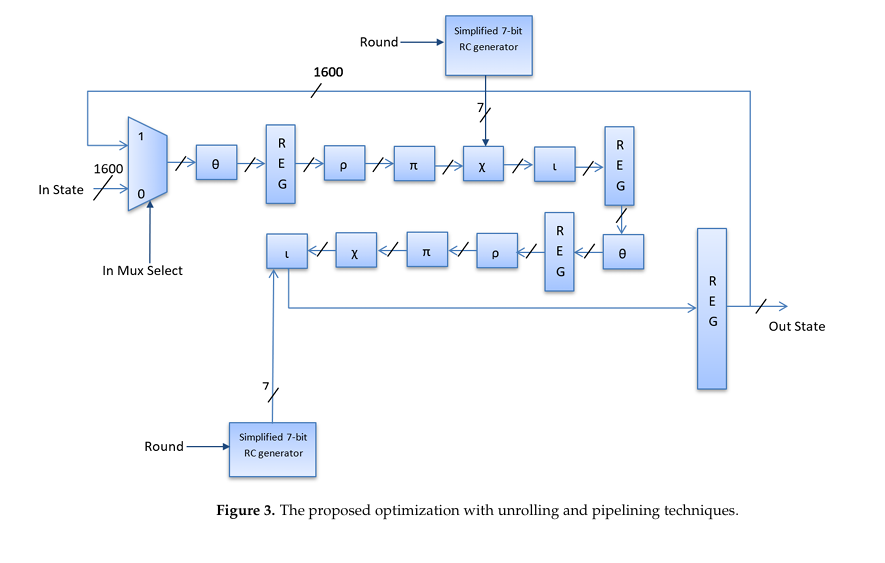 Simplified 7-bit
RC generator
Round
1600
7
1
1600
In State
0
θ
R
E
G
ρ
π
χ
ι
R
E
G
In Mux Select
ι
χ
π
ρ
R
E
G
θ
R
E
G
Out State
7
Round
Simplified 7-bit
RC generator
Figure 3. The proposed optimization with unrolling and pipelining techniques.